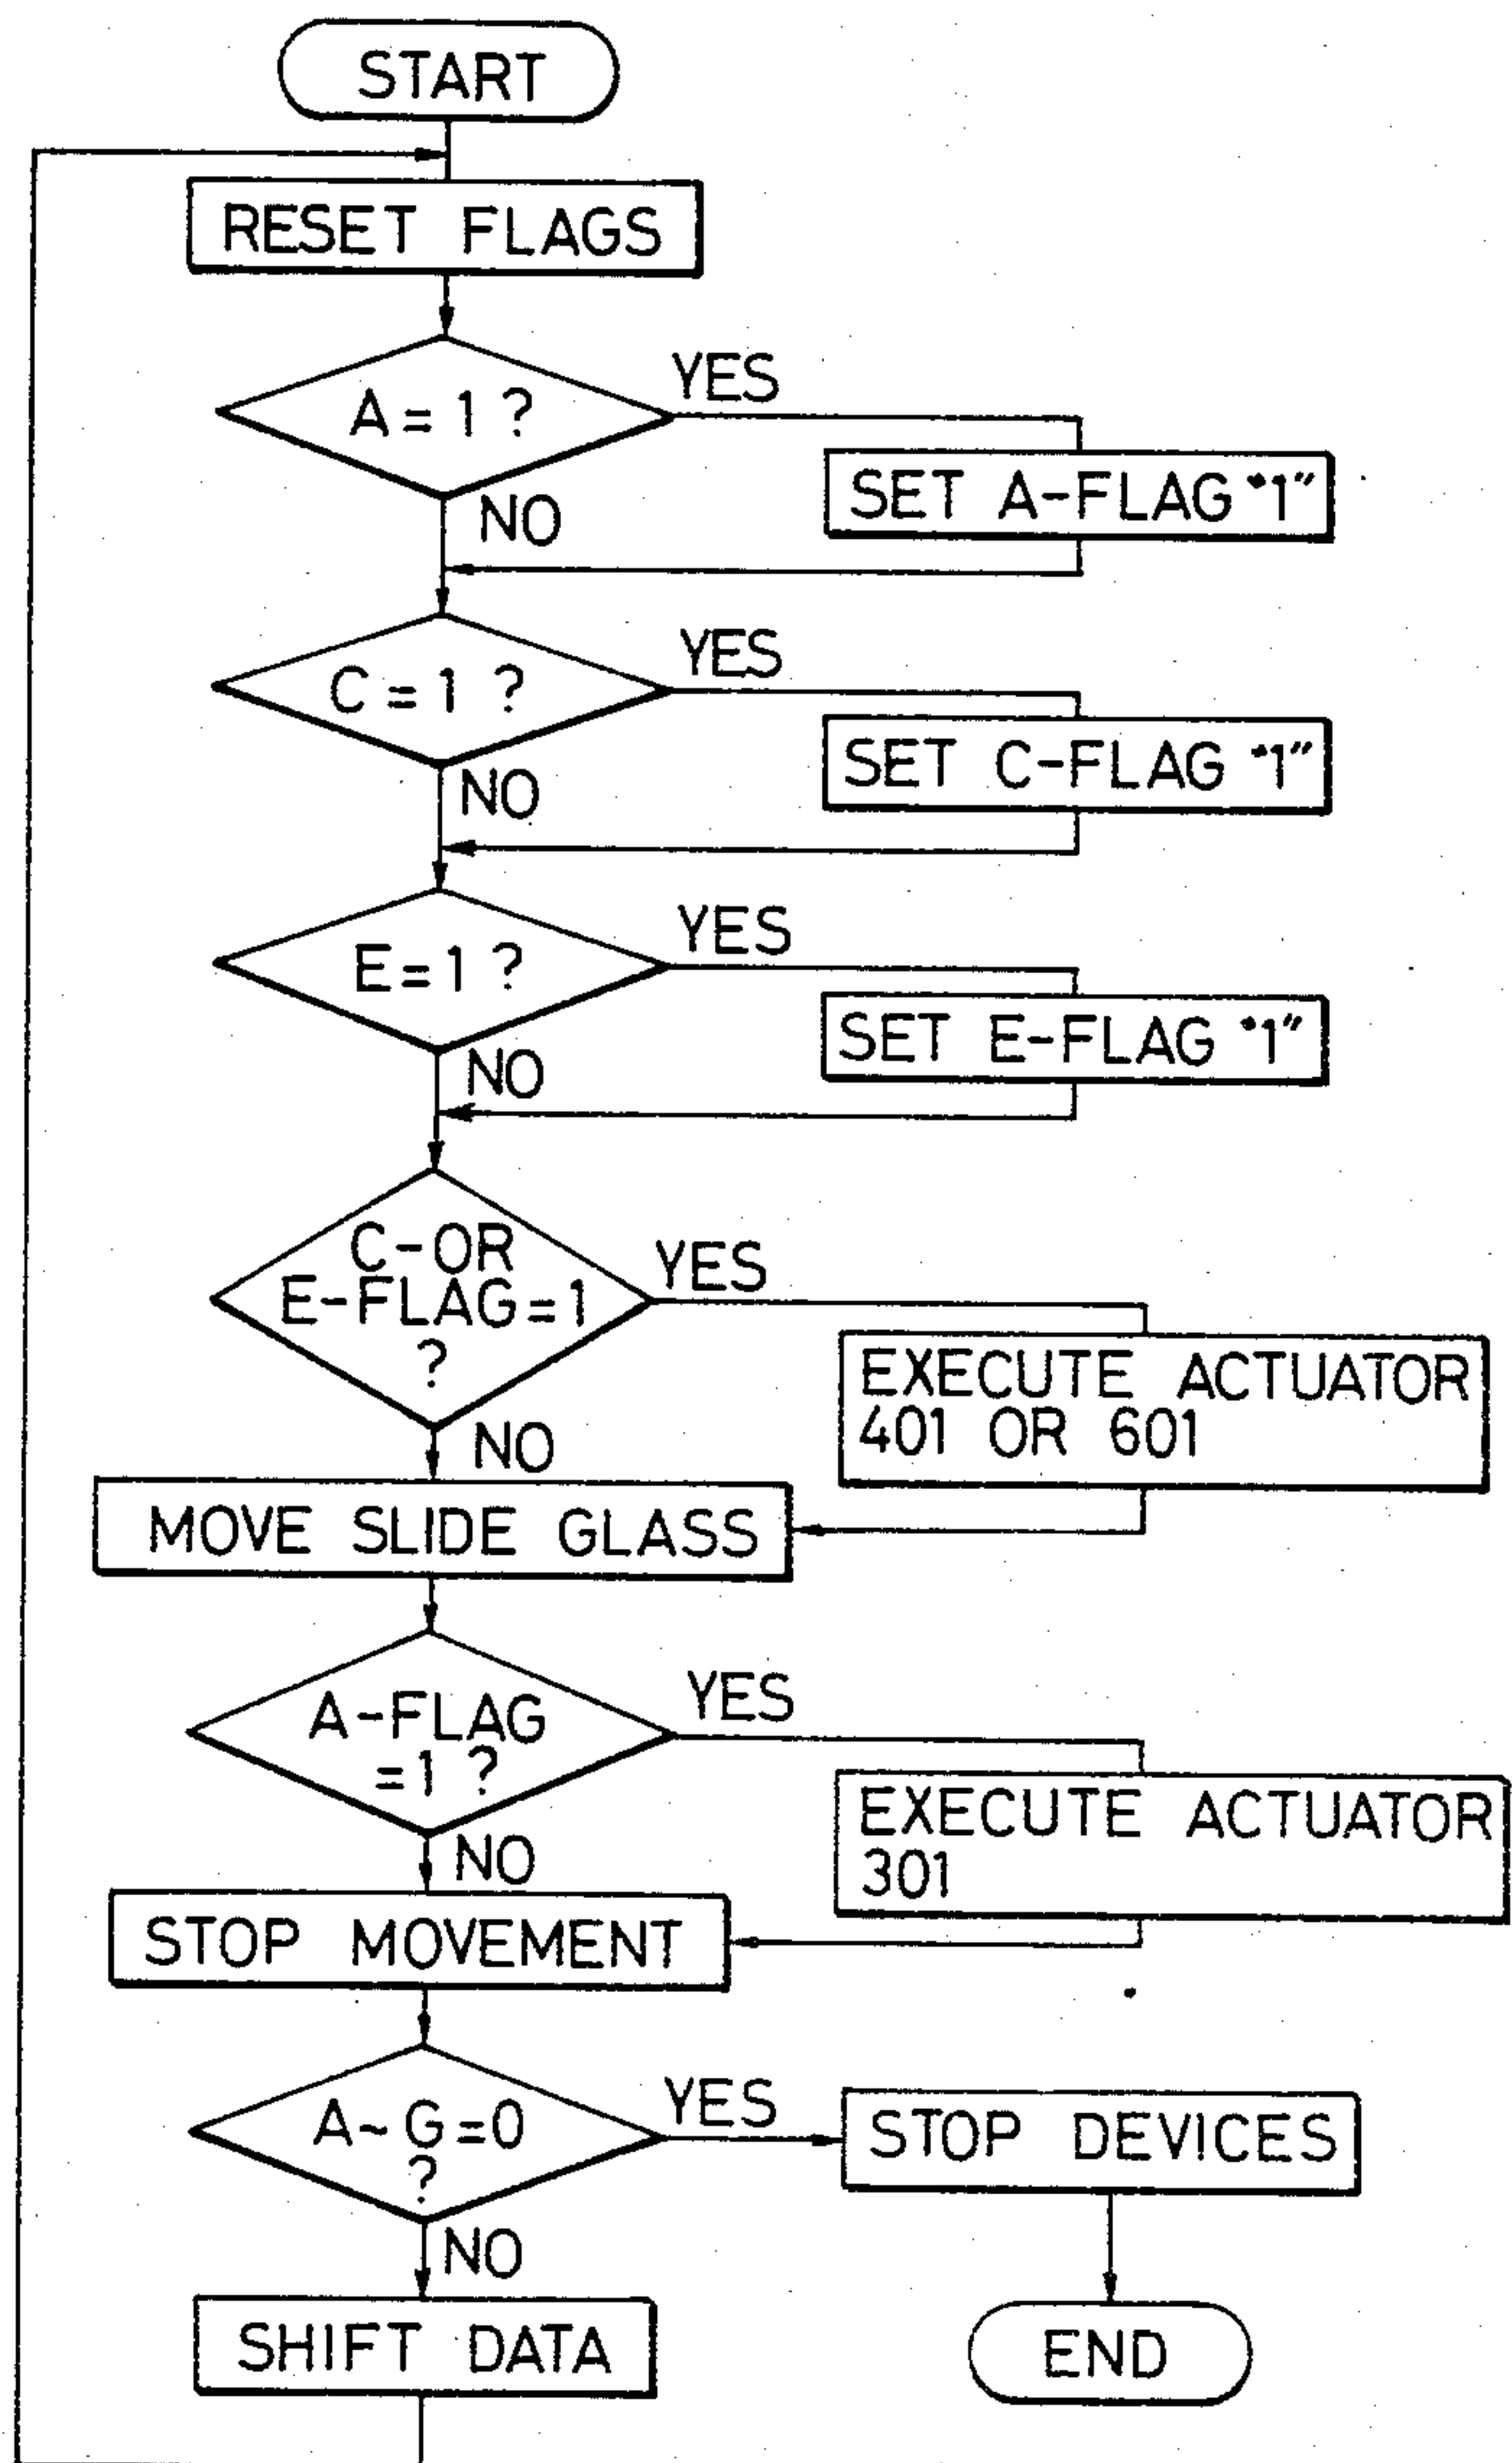 START
RESET FLAGS
A=1 ?
YES
SET A-FLAG "1"
NO
C=1 ?
YES
SET C-FLAG "1"
NO
E=1 ?
YES
SET E-FLAG "1"
NO
C-OR
E-FLAG=1
?
YES
EXECUTE ACTUATOR
401 OR 601
NO
MOVE SLIDE GLASS
A-FLAG
=1 ?
YES
EXECUTE ACTUATOR
301
NO
STOP MOVEMENT
A~G=0
?
YES
STOP DEVICES
NO
SHIFT DATA
END